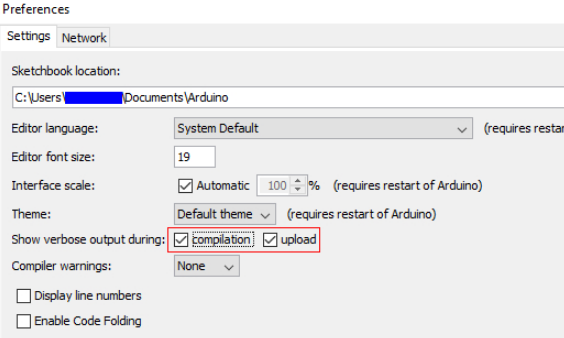 Preferences
Settings Network
Sketchbook location:
C:\Users\ \Documents\Arduino
Editor language: System Default (requires restar
Editor font size: 19
Interface scale: Automatic 100 % (requires restart of Arduino)
Theme: Default theme (requires restart of Arduino)
Show verbose output during: compilation upload
Compiler warnings: None
Display line numbers
Enable Code Folding